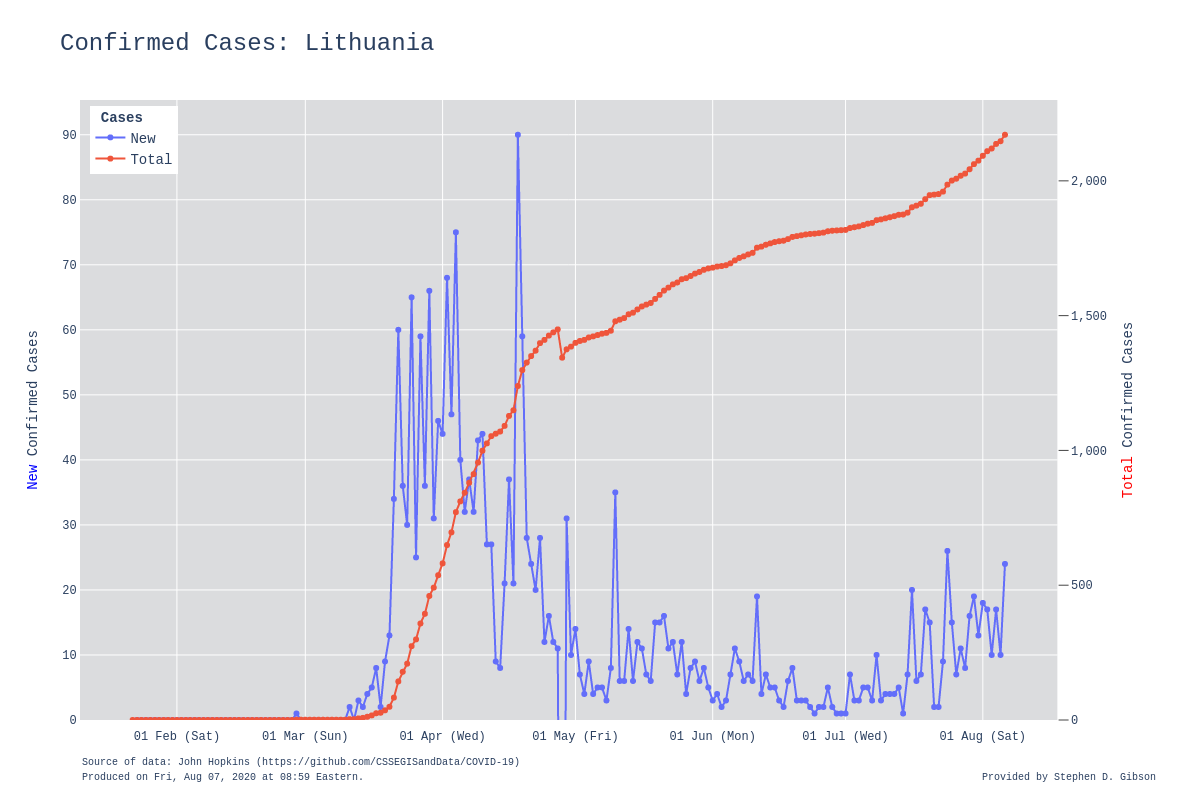 Confirmed Cases: Lithuania
Cases
New
Total
90
80
70
60
50
40
30
20
10
0
New Confirmed Cases
2,000
1,500
1,000
500
0
Total Confirmed Cases
01 Feb (Sat)
01 Mar (Sun)
01 Apr (Wed)
01 May (Fri)
01 Jun (Mon)
01 Jul (Wed)
01 Aug (Sat)
Source of data: John Hopkins (https://github.com/CSSEGISandData/COVID-19)
Produced on Fri, Aug 07, 2020 at 08:59 Eastern.
Provided by Stephen D. Gibson